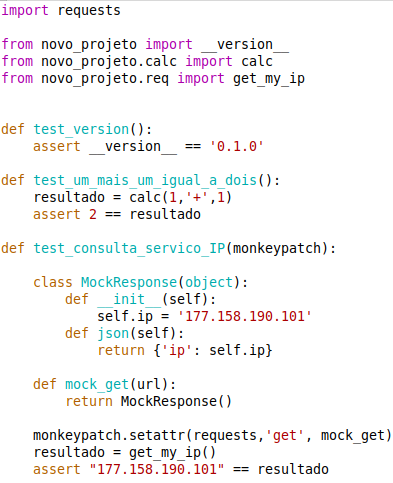 import requests

from novo_projeto import __version__
from novo_projeto.calc import calc
from novo_projeto.req import get_my_ip


def test_version():
    assert __version__ == '0.1.0'

def test_um_mais_um_igual_a_dois():
    resultado = calc(1,'+',1)
    assert 2 == resultado

def test_consulta_servico_IP(monkeypatch):

    class MockResponse(object):
        def __init__(self):
            self.ip = '177.158.190.101'
        def json(self):
            return {'ip': self.ip}

    def mock_get(url):
        return MockResponse()

    monkeypatch.setattr(requests,'get', mock_get)
    resultado = get_my_ip()
    assert "177.158.190.101" == resultado